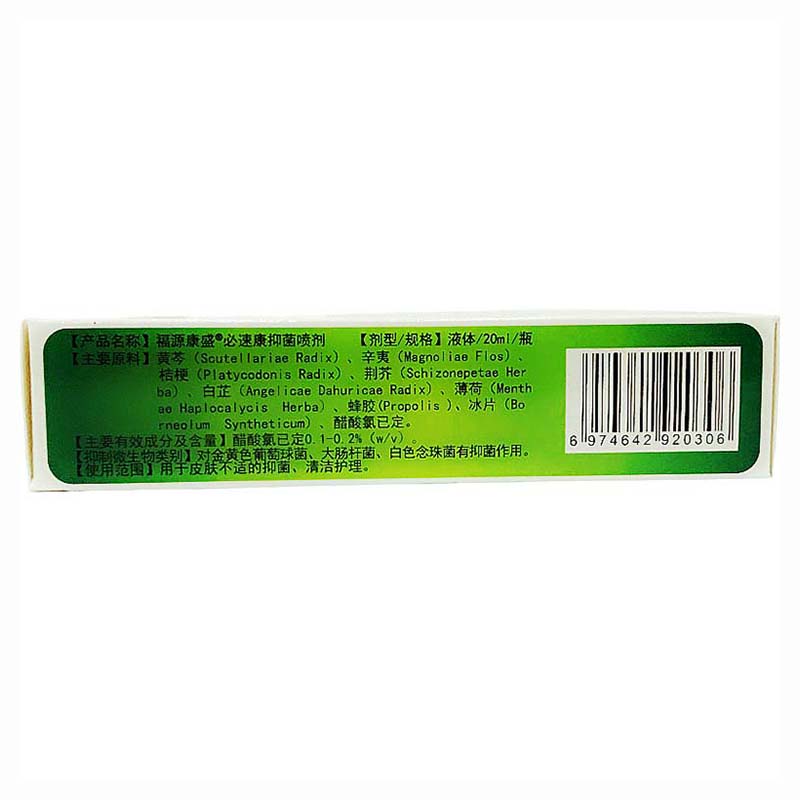 【产品名称】福源康盛®必速康抑菌喷剂 【剂型/规格】液体/20ml/瓶
【主要原料】黄芩(Scutellariae Radix)、辛夷(Magnoliae Flos)、
桔梗(Platycodonis Radix)、荆芥(Schizonepetae Her
ba)、白芷(Angelicae Dahuricae Radix)、薄荷(Menth
ae Haplocalycis Herba)、蜂胶(Propolis)、冰片(Bo
rneolum Syntheticum)、醋酸氯已定。
【主要有效成分及含量】醋酸氯已定0.1-0.2%(w/v)。
【抑制微生物类别】对金黄色葡萄球菌、大肠杆菌、白色念珠菌有抑菌作用。
【使用范围】用于皮肤不适的抑菌、清洁护理。
6 974642 920306